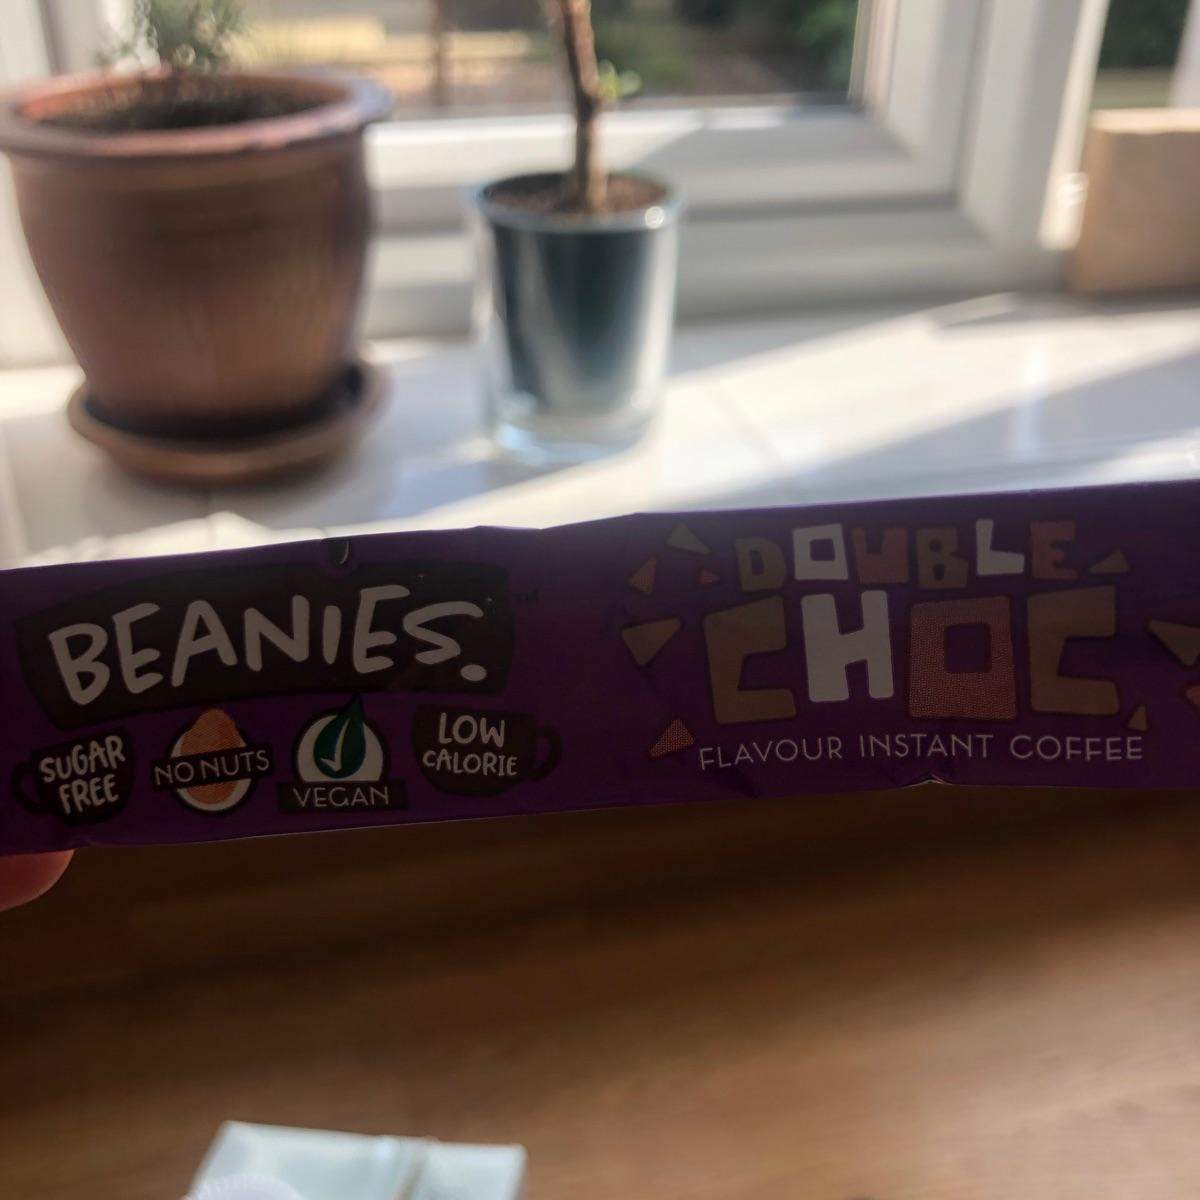 BEANIES.
SUGAR
FREE
NO NUTS
VEGAN
LOW
CALORIE
DOUBLE
CHOC
FLAVOUR INSTANT COFFEE